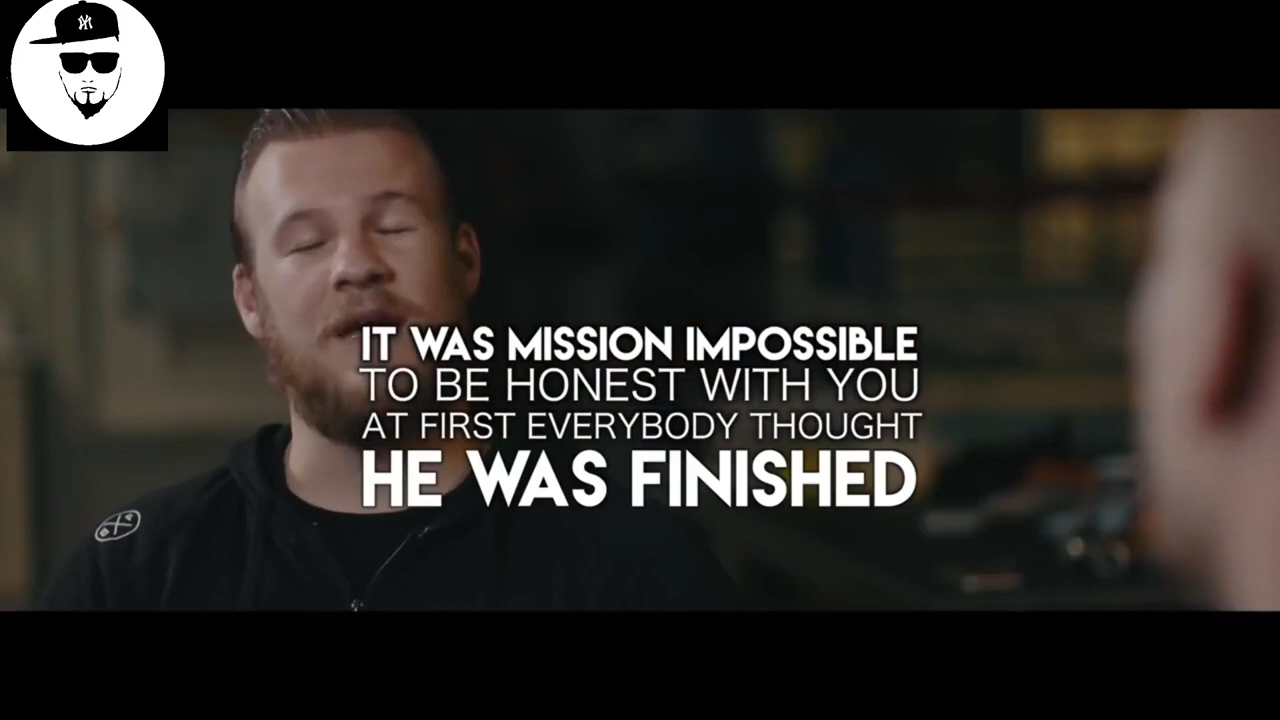 IT WAS MISSION IMPOSSIBLE
TO BE HONEST WITH YOU
AT FIRST EVERYBODY THOUGHT
HE WAS FINISHED